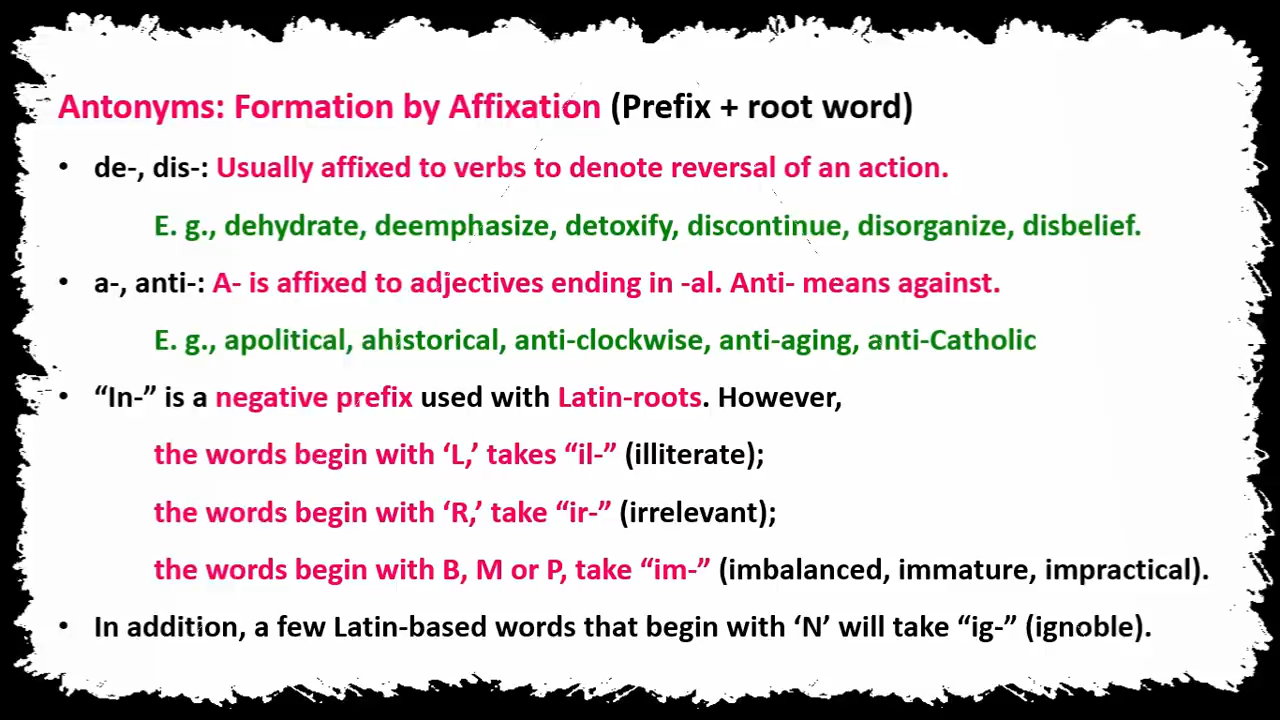 Antonyms: Formation by Affixation (Prefix + root word)
• de-, dis-: Usually affixed to verbs to denote reversal of an action.
E. g., dehydrate, deemphasize, detoxify, discontinue, disorganize, disbelief.
• a-, anti-: A- is affixed to adjectives ending in -al. Anti- means against.
E. g., apolitical, ahistorical, anti-clockwise, anti-aging, anti-Catholic
• “In-” is a negative prefix used with Latin-roots. However,
the words begin with ‘L,’ takes “il-” (illiterate);
the words begin with ‘R,’ take “ir-” (irrelevant);
the words begin with B, M or P, take “im-” (imbalanced, immature, impractical).
• In addition, a few Latin-based words that begin with ‘N’ will take “ig-” (ignoble).